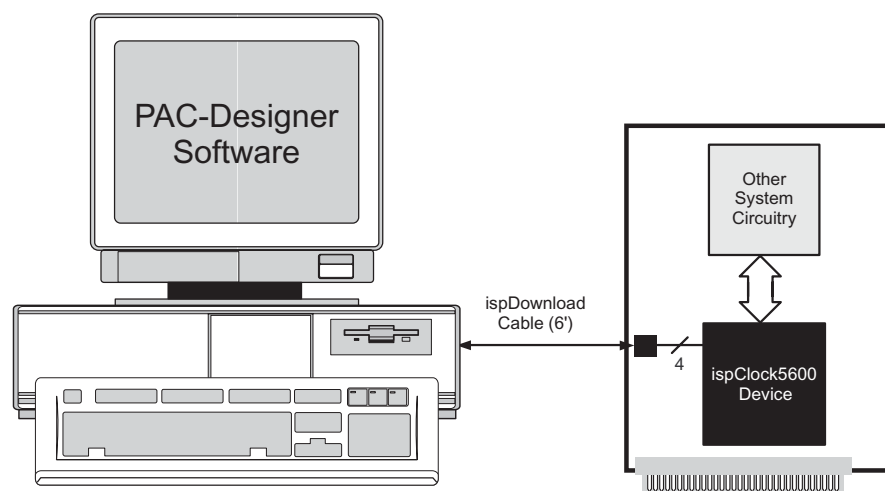 PAC-Designer
Software
ispDownload
Cable (6')
4
Other
System
Circuitry
ispClock5600
Device